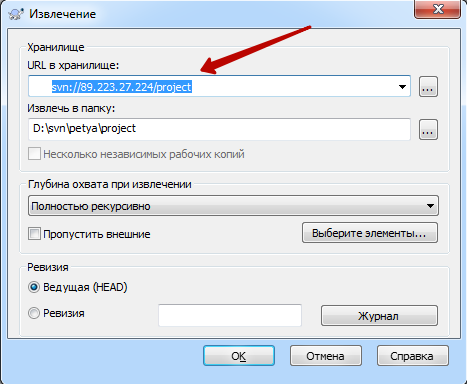 Извлечение
Хранилище
URL в хранилище:
svn://89.223.27.224/project
...
Извлечь в папку:
D:\svn\petya\project
...
Несколько независимых рабочих копий
Глубина охвата при извлечении
Полностью рекурсивно
Пропустить внешние
Выберите элементы...
Ревизия
Ведущая (HEAD)
Ревизия
Журнал
OK
Отмена
Справка